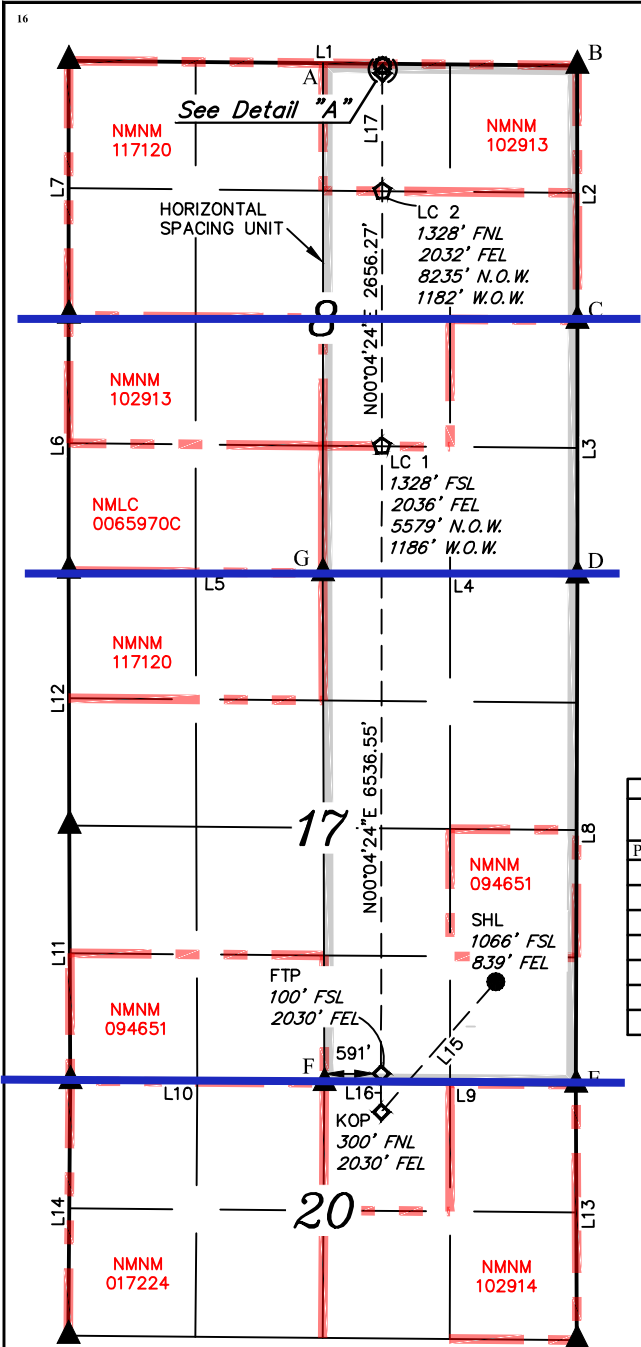 16
L1
A
B
See Detail "A"
NMNM
117120
L17
NMNM
102913
L7
L2
HORIZONTAL
SPACING UNIT
LC 2
1328' FNL
2032' FEL
8235' N.O.W.
1182' W.O.W.
N00°04'24"E 2656.27'
8
C
NMNM
102913
L6
L3
LC 1
1328' FSL
2036' FEL
5579' N.O.W.
1186' W.O.W.
NMLC
0065970C
G
D
L5
L4
NMNM
117120
L12
N00°04'24"E 6536.55'
17
L8
P
NMNM
094651
SHL
1066' FSL
839' FEL
L11
FTP
100' FSL
2030' FEL
NMNM
094651
591'
L15
F
E
L10
L16
L9
KOP
300' FNL
2030' FEL
L14
20
L13
NMNM
017224
NMNM
102914